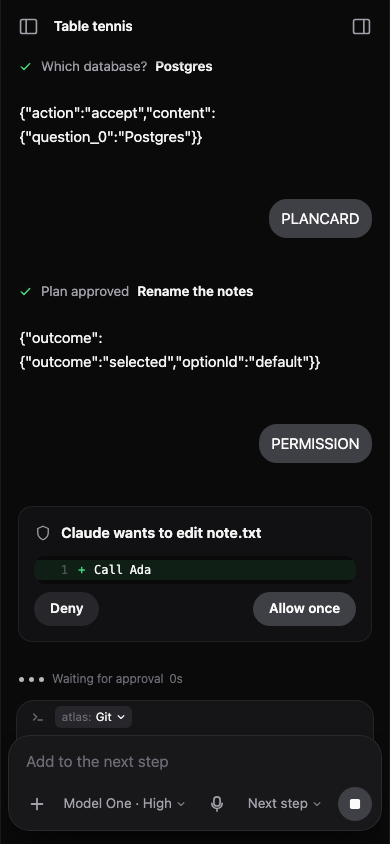 Table tennis
Which database? Postgres
{"action":"accept","content":
{"question_0":"Postgres"}}
PLANCARD
Plan approved Rename the notes
{"outcome":
{"outcome":"selected","optionId":"default"}}
PERMISSION
Claude wants to edit note.txt
1 + Call Ada
Deny
Allow once
Waiting for approval 0s
atlas: Git
Add to the next step
Model One · High
Next step